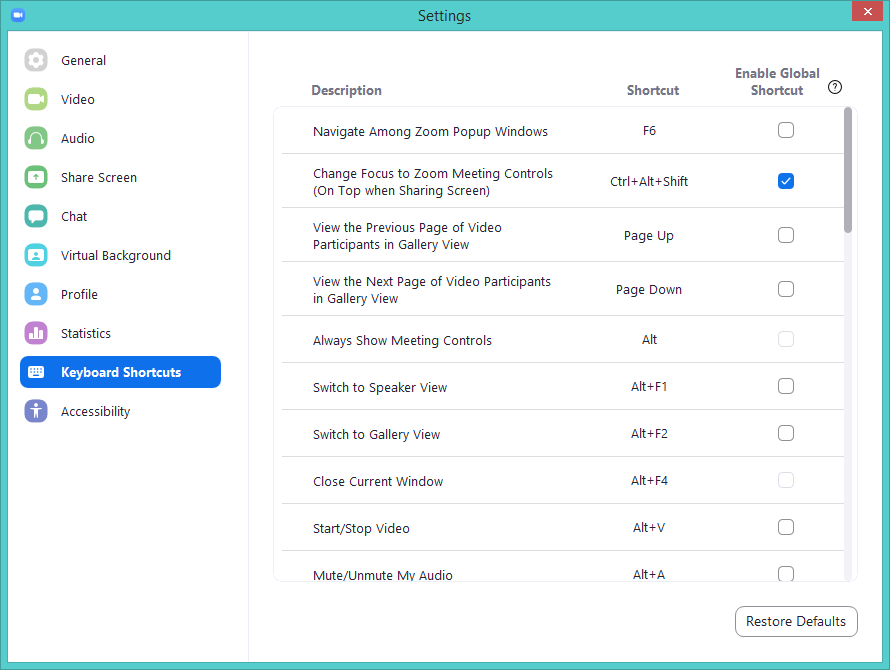 Settings
General
Video
Audio
Share Screen
Chat
Virtual Background
Profile
Statistics
Keyboard Shortcuts
Accessibility
Description
Shortcut
Enable Global
Shortcut
?
Navigate Among Zoom Popup Windows
F6
Change Focus to Zoom Meeting Controls
(On Top when Sharing Screen)
Ctrl+Alt+Shift
View the Previous Page of Video
Participants in Gallery View
Page Up
View the Next Page of Video Participants
in Gallery View
Page Down
Always Show Meeting Controls
Alt
Switch to Speaker View
Alt+F1
Switch to Gallery View
Alt+F2
Close Current Window
Alt+F4
Start/Stop Video
Alt+V
Mute/Unmute My Audio
Alt+A
Restore Defaults